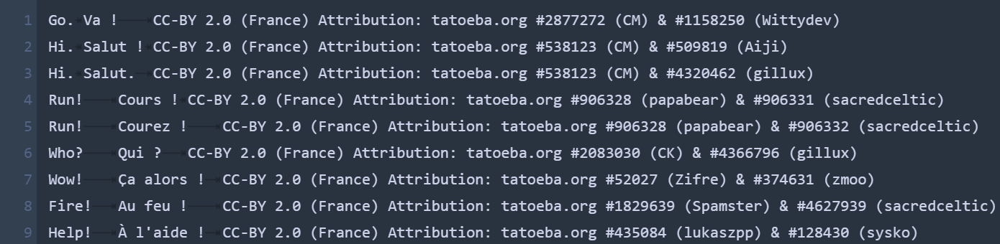 1 Go. Va ! CC-BY 2.0 (France) Attribution: tatoeba.org #2877272 (CM) & #1158250 (Wittydev)
2 Hi. Salut ! CC-BY 2.0 (France) Attribution: tatoeba.org #538123 (CM) & #509819 (Aiji)
3 Hi. Salut. CC-BY 2.0 (France) Attribution: tatoeba.org #538123 (CM) & #4320462 (gillux)
4 Run! Cours ! CC-BY 2.0 (France) Attribution: tatoeba.org #906328 (papabear) & #906331 (sacredceltic)
5 Run! Courez ! CC-BY 2.0 (France) Attribution: tatoeba.org #906328 (papabear) & #906332 (sacredceltic)
6 Who? Qui ? CC-BY 2.0 (France) Attribution: tatoeba.org #2083030 (CK) & #4366796 (gillux)
7 Wow! Ça alors ! CC-BY 2.0 (France) Attribution: tatoeba.org #52027 (Zifre) & #374631 (zmoo)
8 Fire! Au feu ! CC-BY 2.0 (France) Attribution: tatoeba.org #1829639 (Spamster) & #4627939 (sacredceltic)
9 Help! À l'aide ! CC-BY 2.0 (France) Attribution: tatoeba.org #435084 (lukaszpp) & #128430 (sysko)